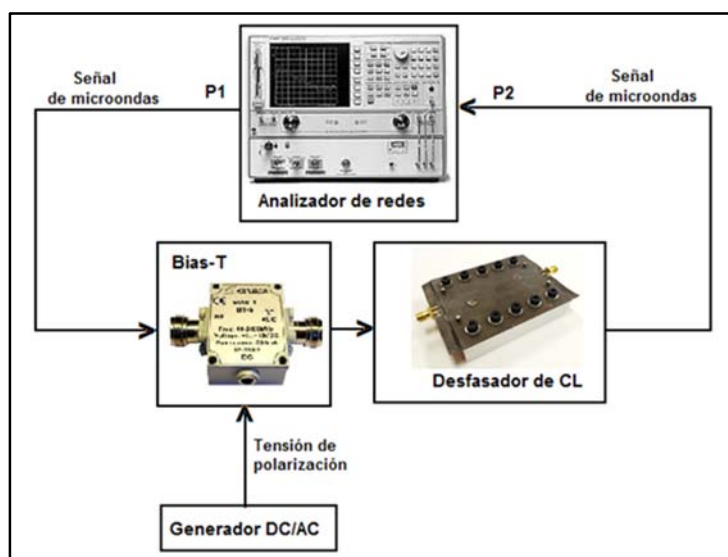 Señal
de microondas
P1
P2
Señal
de microondas
Analizador de redes
Bias-T
DC
Desfasador de CL
Tensión de
polarización
Generador DC/AC